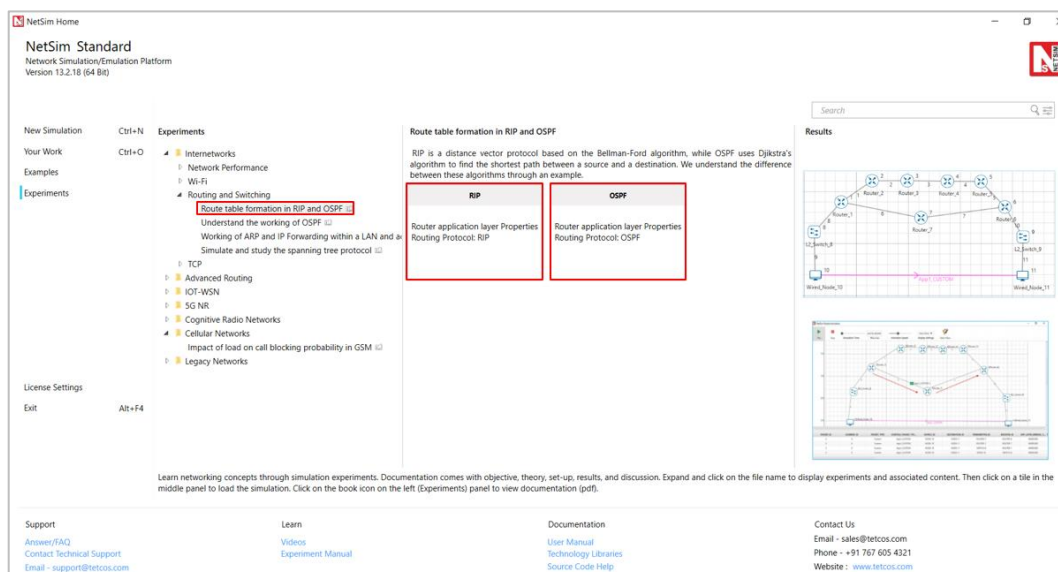 NetSim Home
NetSim Standard
Network Simulation/Emulation Platform
Version 13.2.18 (64 Bit)
NETSIM
Search
New Simulation Ctrl+N
Your Work Ctrl+O
Examples
Experiments
License Settings
Exit Alt+F4
Experiments
Internetworks
Network Performance
Wi-Fi
Routing and Switching
Route table formation in RIP and OSPF
Understand the working of OSPF
Working of ARP and IP Forwarding within a LAN and a
Simulate and study the spanning tree protocol
TCP
Advanced Routing
IOT-WSN
5G NR
Cognitive Radio Networks
Cellular Networks
Impact of load on call blocking probability in GSM
Legacy Networks
Route table formation in RIP and OSPF
RIP is a distance vector protocol based on the Bellman-Ford algorithm, while OSPF uses Djikstra's
algorithm to find the shortest path between a source and a destination. We understand the difference
between these algorithms through an example.
RIP
Router application layer Properties
Routing Protocol: RIP
OSPF
Router application layer Properties
Routing Protocol: OSPF
Results
Router_2
Router_3
Router_4
Router_5
Router_1
Router_7
L2_Switch_8
Wired_Node_10
Wired_Node_11
Learn networking concepts through simulation experiments. Documentation comes with objective, theory, set-up, results, and discussion. Expand and click on the file name to display experiments and associated content. Then click on a tile in the
middle panel to load the simulation. Click on the book icon on the left (Experiments) panel to view documentation (pdf).
Support
Answer/FAQ
Contact Technical Support
Email - support@tetcos.com
Learn
Videos
Experiment Manual
Documentation
User Manual
Technology Libraries
Source Code Help
Contact Us
Email - sales@tetcos.com
Phone - +91 767 605 4321
Website : www.tetcos.com